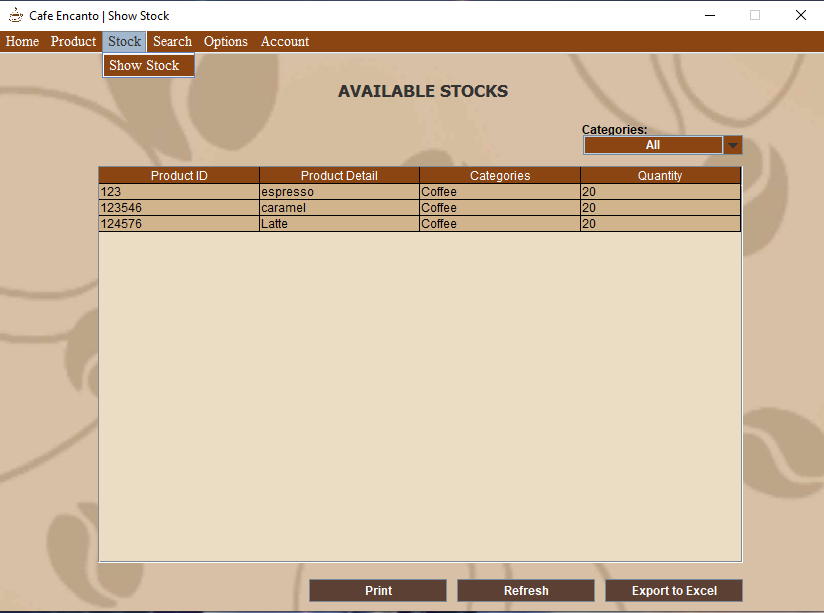 Cafe Encanto | Show Stock
Home Product Stock Search Options Account
Show Stock
AVAILABLE STOCKS
Categories:
All
Product ID Product Detail Categories Quantity
123 espresso Coffee 20
123546 caramel Coffee 20
124576 Latte Coffee 20
Print Refresh Export to Excel